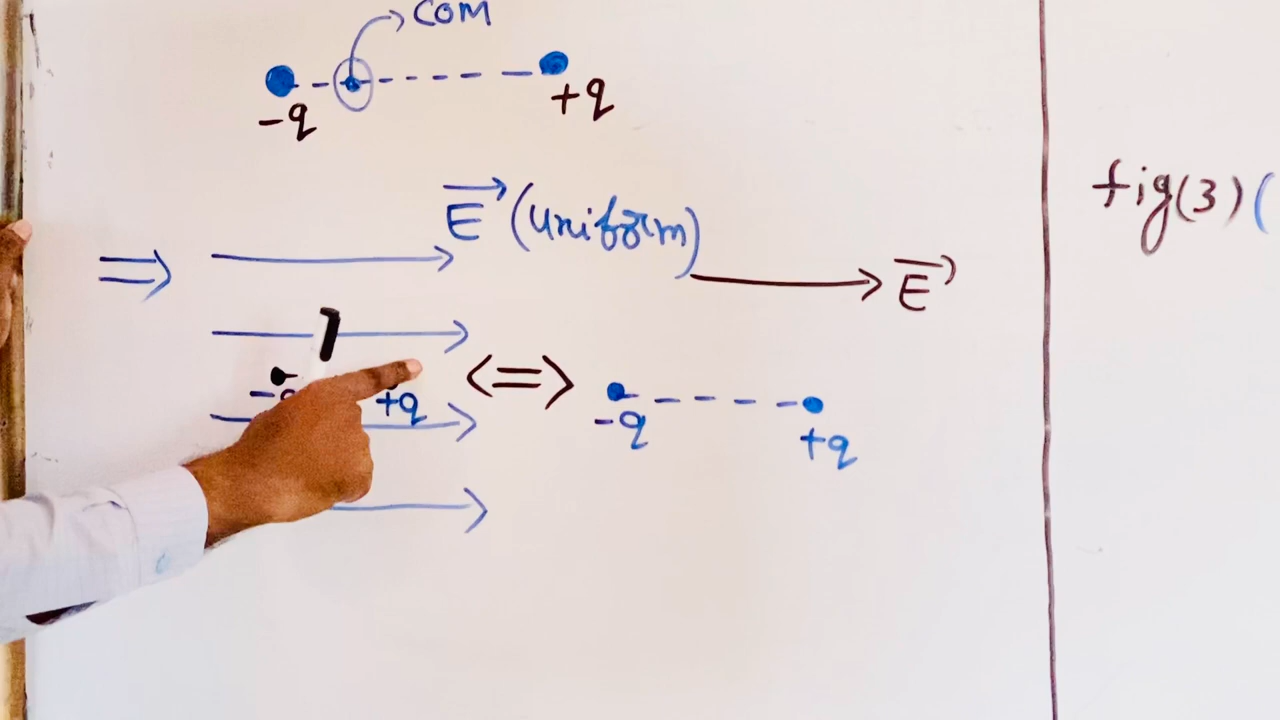 COM
-q +q
E (uniform)
E
-q +q
-q +q
fig(3)(